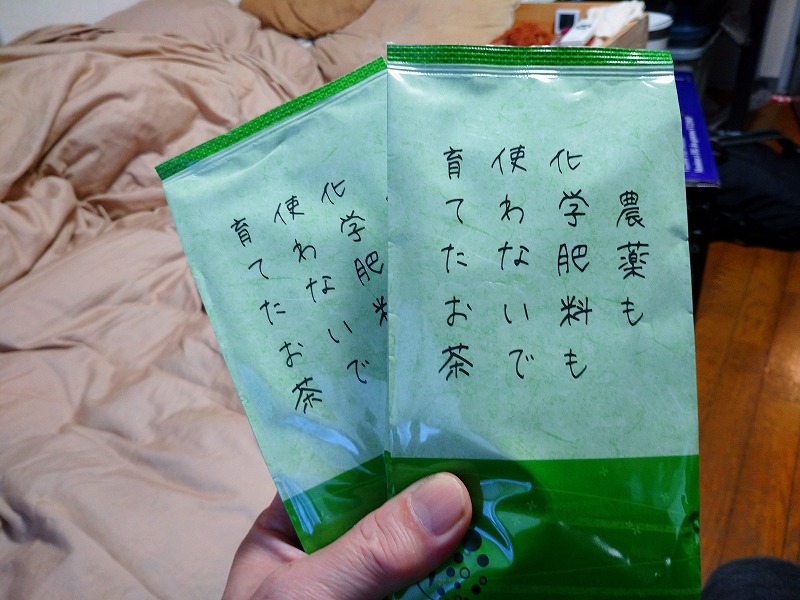 農薬も
化学肥料も
使わないで
育てたお茶
化学肥料
使わないで
育てたお茶